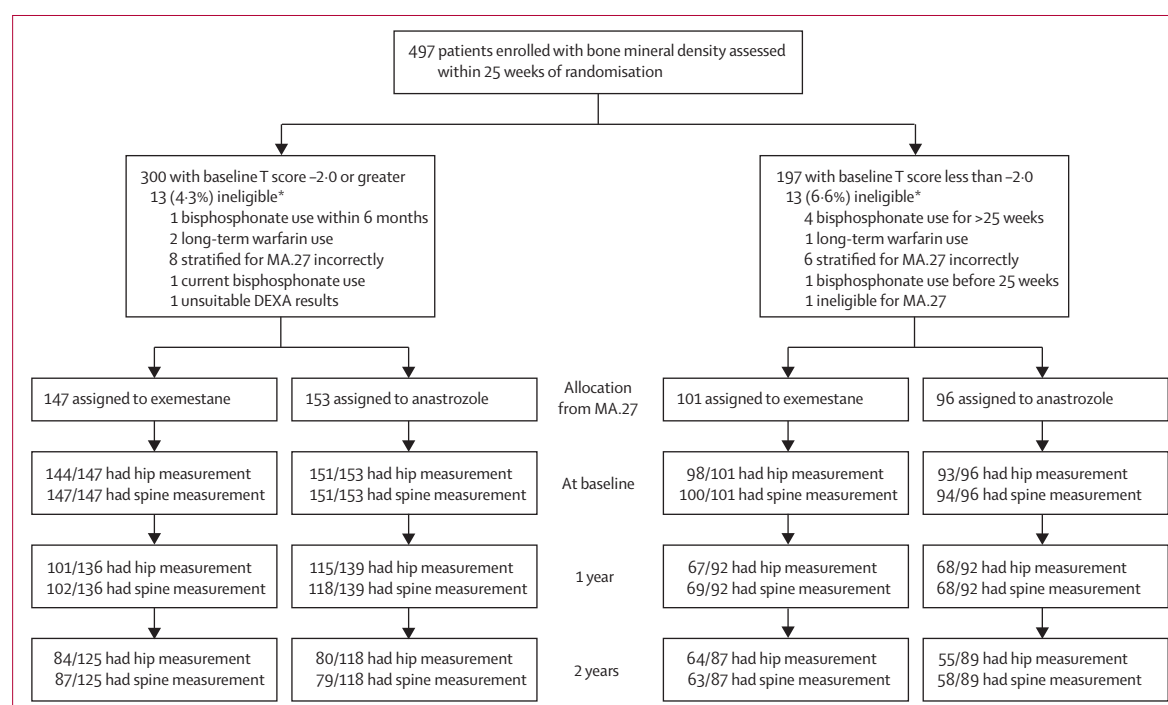 497 patients enrolled with bone mineral density assessed
within 25 weeks of randomisation
300 with baseline T score –2·0 or greater
13 (4·3%) ineligible*
1 bisphosphonate use within 6 months
2 long-term warfarin use
8 stratified for MA.27 incorrectly
1 current bisphosphonate use
1 unsuitable DEXA results
197 with baseline T score less than –2·0
13 (6·6%) ineligible*
4 bisphosphonate use for >25 weeks
1 long-term warfarin use
6 stratified for MA.27 incorrectly
1 bisphosphonate use before 25 weeks
1 ineligible for MA.27
147 assigned to exemestane
153 assigned to anastrozole
Allocation
from MA.27
101 assigned to exemestane
96 assigned to anastrozole
144/147 had hip measurement
147/147 had spine measurement
151/153 had hip measurement
151/153 had spine measurement
At baseline
98/101 had hip measurement
100/101 had spine measurement
93/96 had hip measurement
94/96 had spine measurement
101/136 had hip measurement
102/136 had spine measurement
115/139 had hip measurement
118/139 had spine measurement
1 year
67/92 had hip measurement
69/92 had spine measurement
68/92 had hip measurement
68/92 had spine measurement
84/125 had hip measurement
87/125 had spine measurement
80/118 had hip measurement
79/118 had spine measurement
2 years
64/87 had hip measurement
63/87 had spine measurement
55/89 had hip measurement
58/89 had spine measurement